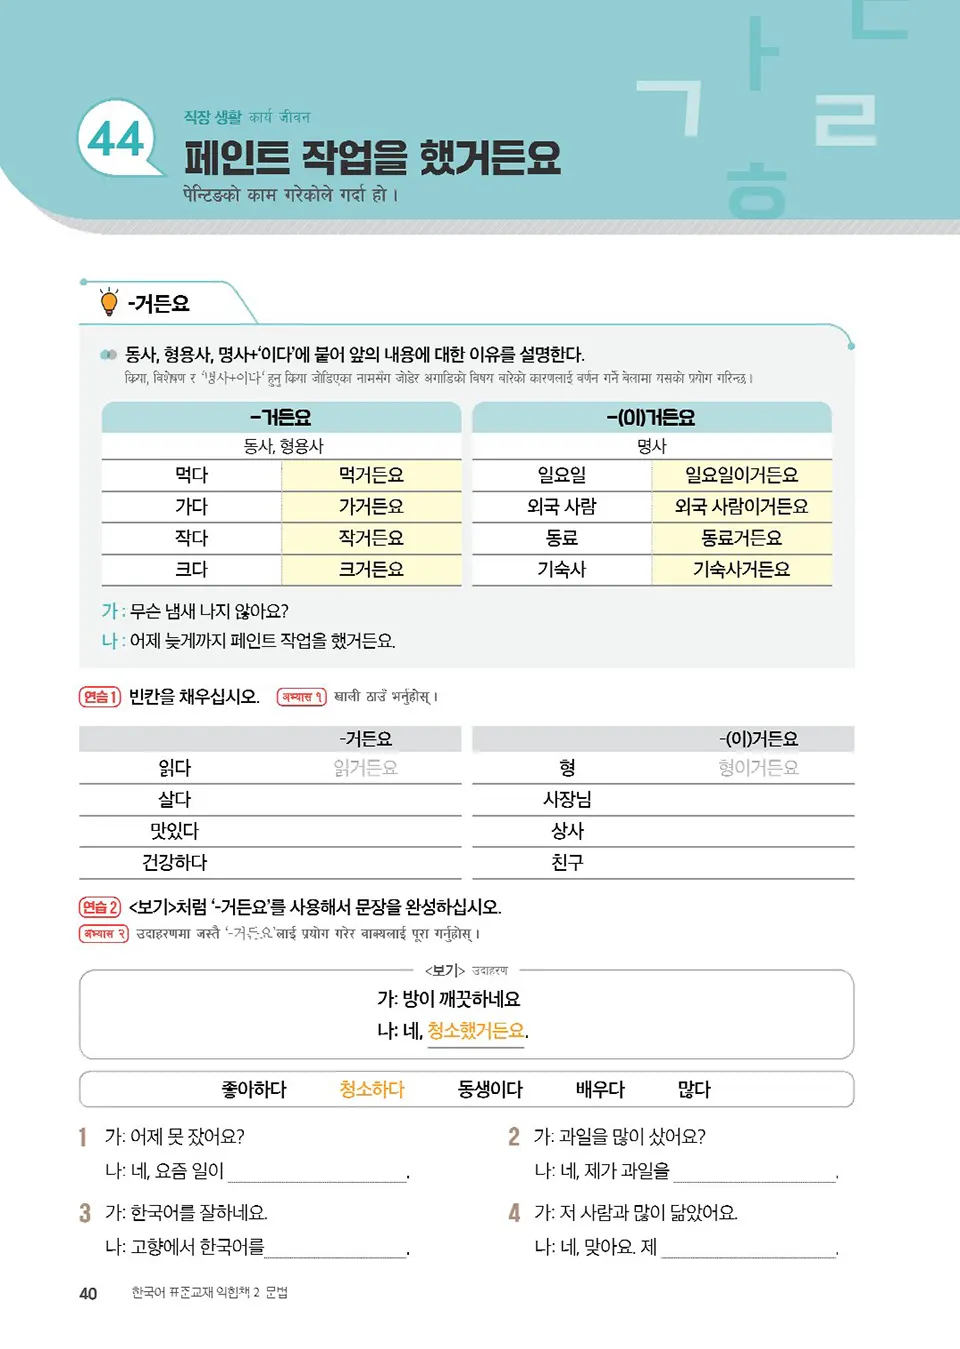 44
직장 생활 कार्य जीवन
페인트 작업을 했거든요
पेन्टिङको काम गरेकोले गर्दा हो ।
-거든요
동사, 형용사, 명사+‘이다’에 붙어 앞의 내용에 대한 이유를 설명한다.
क्रिया, विशेषण र ‘명사+이다’ हुनु क्रिया जोडिएका नामसँग जोडेर अगाडिको विषय बारेको कारणलाई वर्णन गर्ने बेलामा यसको प्रयोग गरिन्छ ।
–거든요 –(이)거든요
동사, 형용사 명사
먹다 먹거든요 일요일 일요일이거든요
가다 가거든요 외국 사람 외국 사람이거든요
작다 작거든요 동료 동료거든요
크다 크거든요 기숙사 기숙사거든요
가 : 무슨 냄새 나지 않아요?
나 : 어제 늦게까지 페인트 작업을 했거든요.
연습 1 빈칸을 채우십시오. अभ्यास १ खाली ठाउँ भर्नुहोस् ।
-거든요 -(이)거든요
읽다 읽거든요 형 형이거든요
살다 사장님
맛있다 상사
건강하다 친구
연습 2 <보기>처럼 ‘-거든요’를 사용해서 문장을 완성하십시오.
अभ्यास २ उदाहरणमा जस्तै ‘-거든요’लाई प्रयोग गरेर वाक्यलाई पूरा गर्नुहोस् ।
<보기> उदाहरण
가: 방이 깨끗하네요
나: 네, 청소했거든요.
좋아하다 청소하다 동생이다 배우다 많다
1 가: 어제 못 잤어요?
나: 네, 요즘 일이 ____________.
2 가: 과일을 많이 샀어요?
나: 네, 제가 과일을 ____________.
3 가: 한국어를 잘하네요.
나: 고향에서 한국어를____________.
4 가: 저 사람과 많이 닮았어요.
나: 네, 맞아요. 제 ____________.
40 한국어 표준교재 익힘책 2 문법